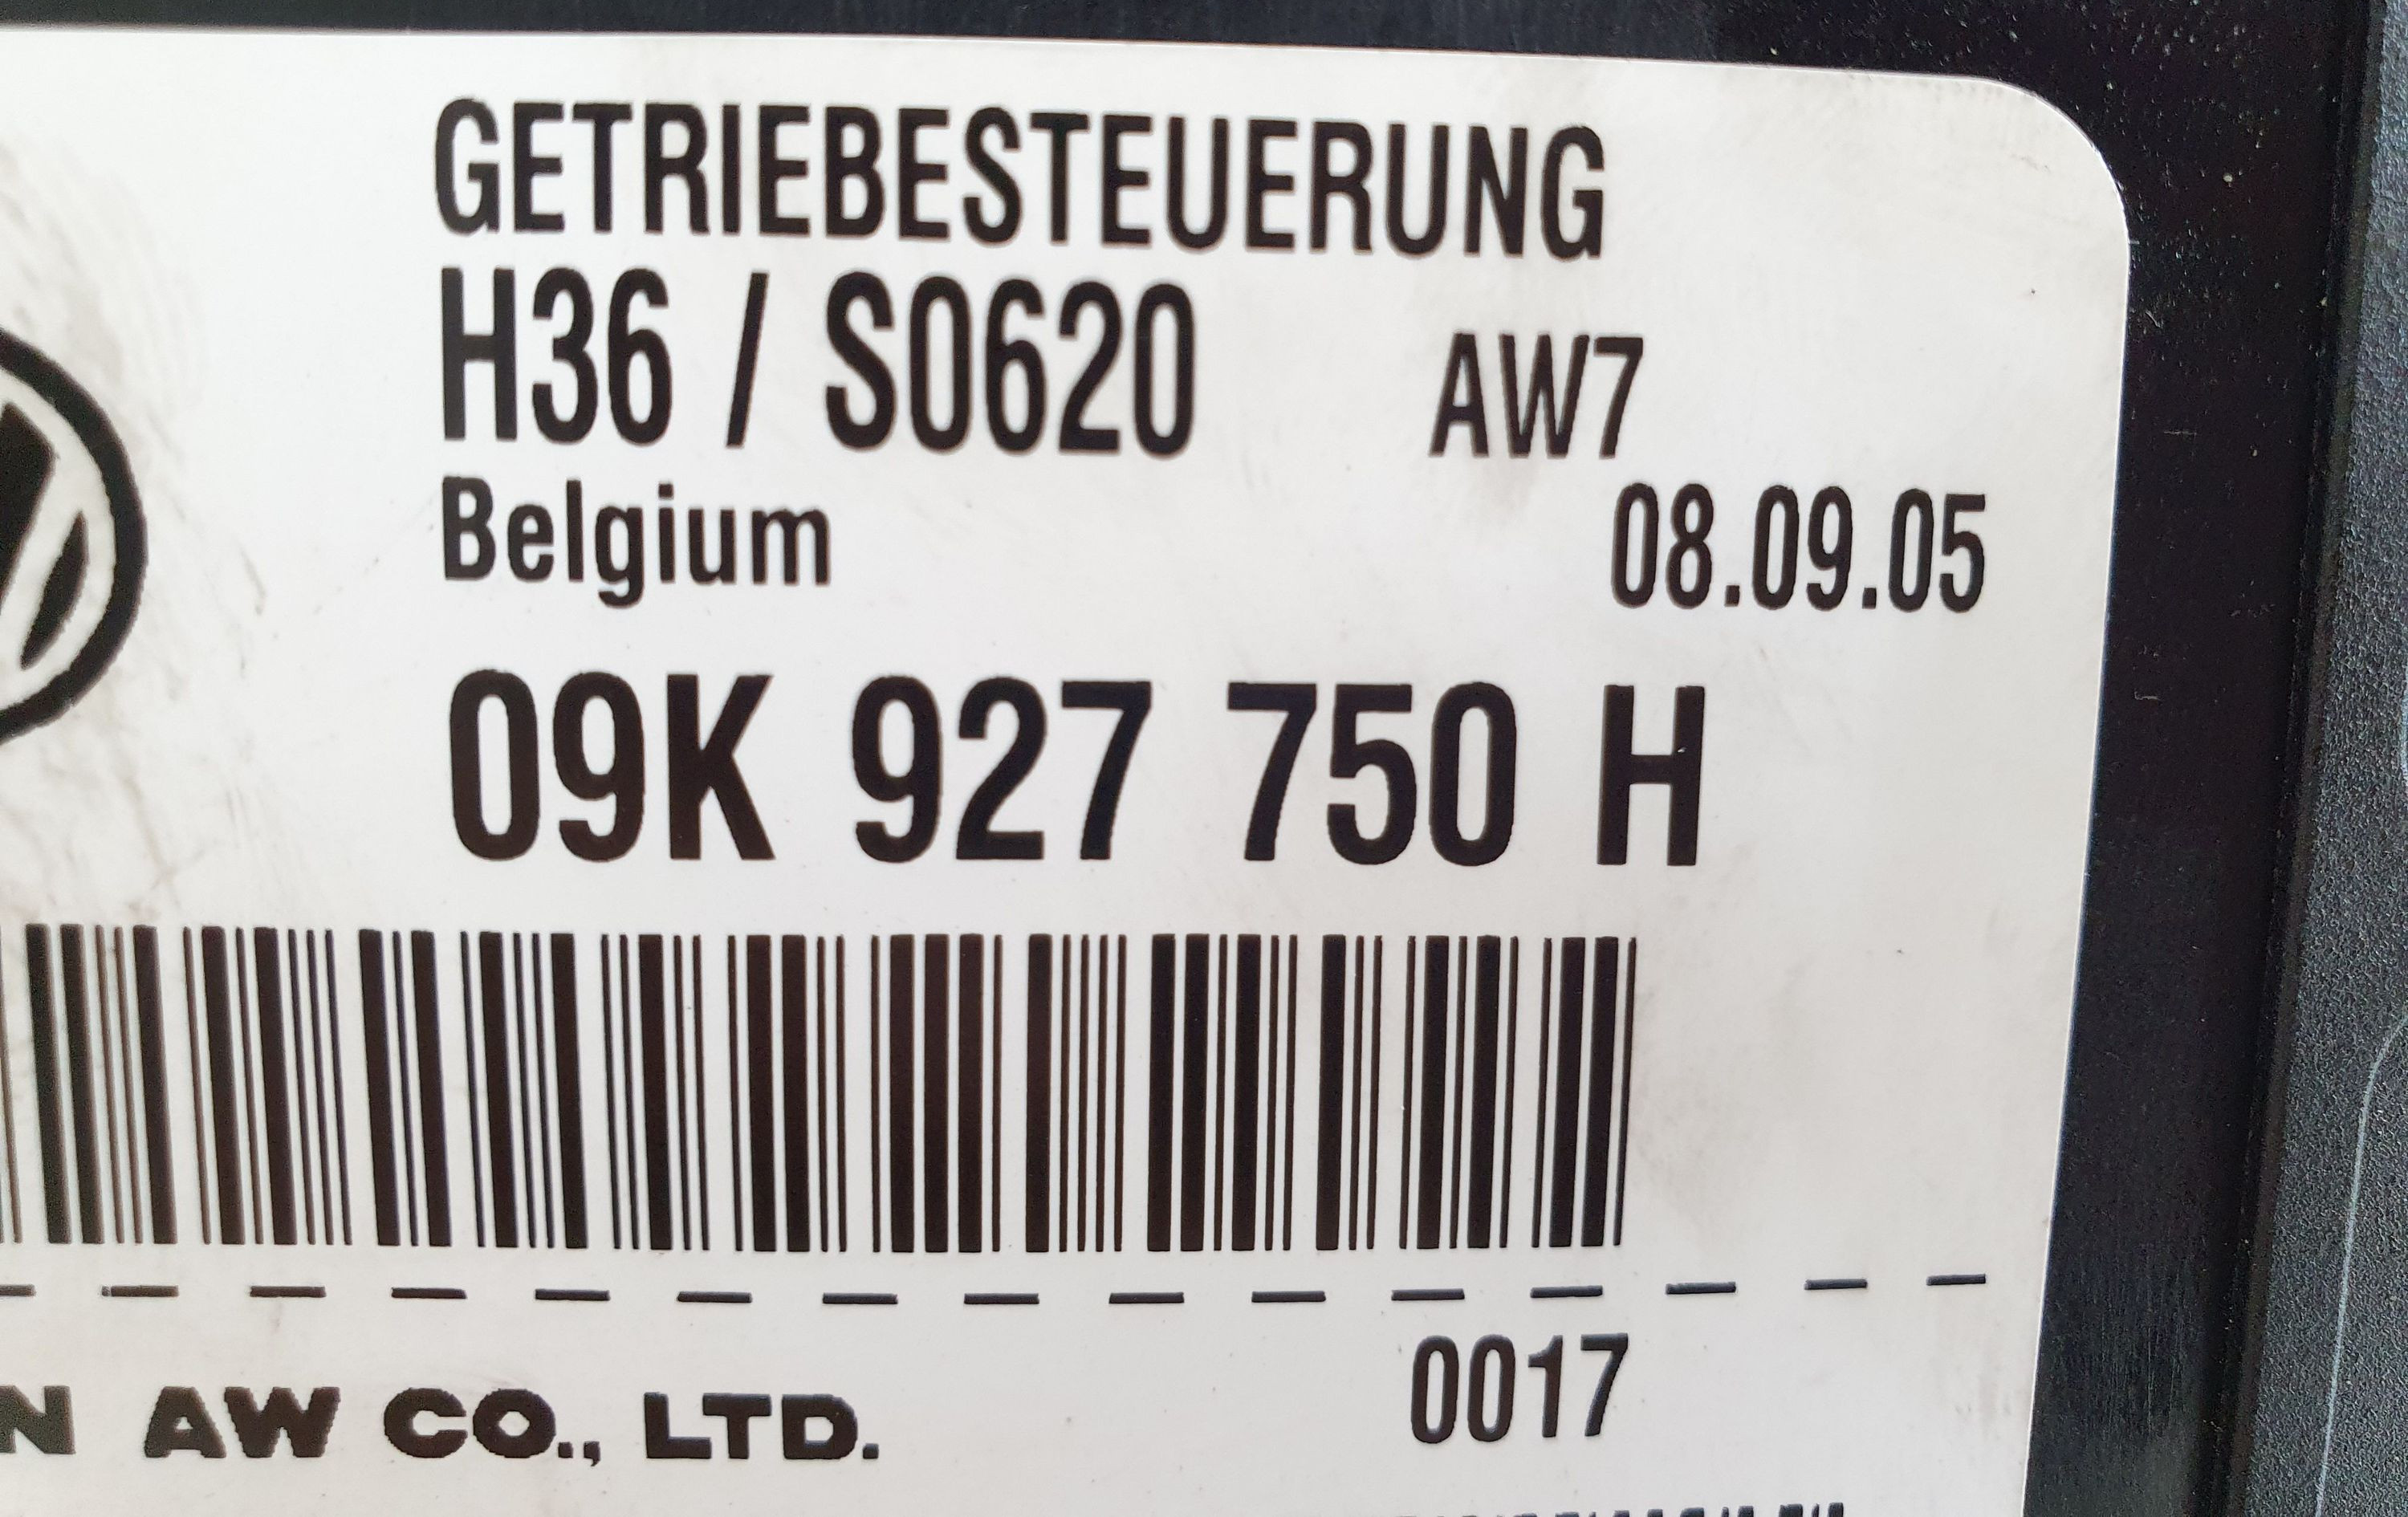 GETRIEBESTEUERUNG
H36 / S0620 AW7
Belgium 08.09.05
09K 927 750 H
0017
N AW CO., LTD.